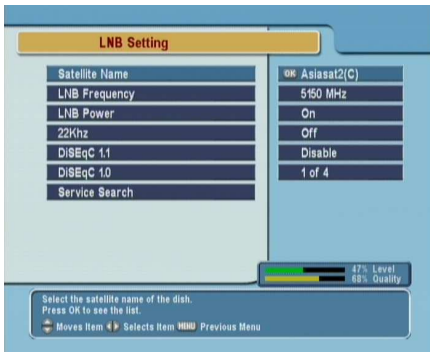 LNB Setting
Satellite Name OK Asiasat2(C)
LNB Frequency 5150 MHz
LNB Power On
22Khz Off
DiSEqC 1.1 Disable
DiSEqC 1.0 1 of 4
Service Search
47% Level
68% Quality
Select the satellite name of the dish.
Press OK to see the list.
Moves Item Selects Item MENU Previous Menu